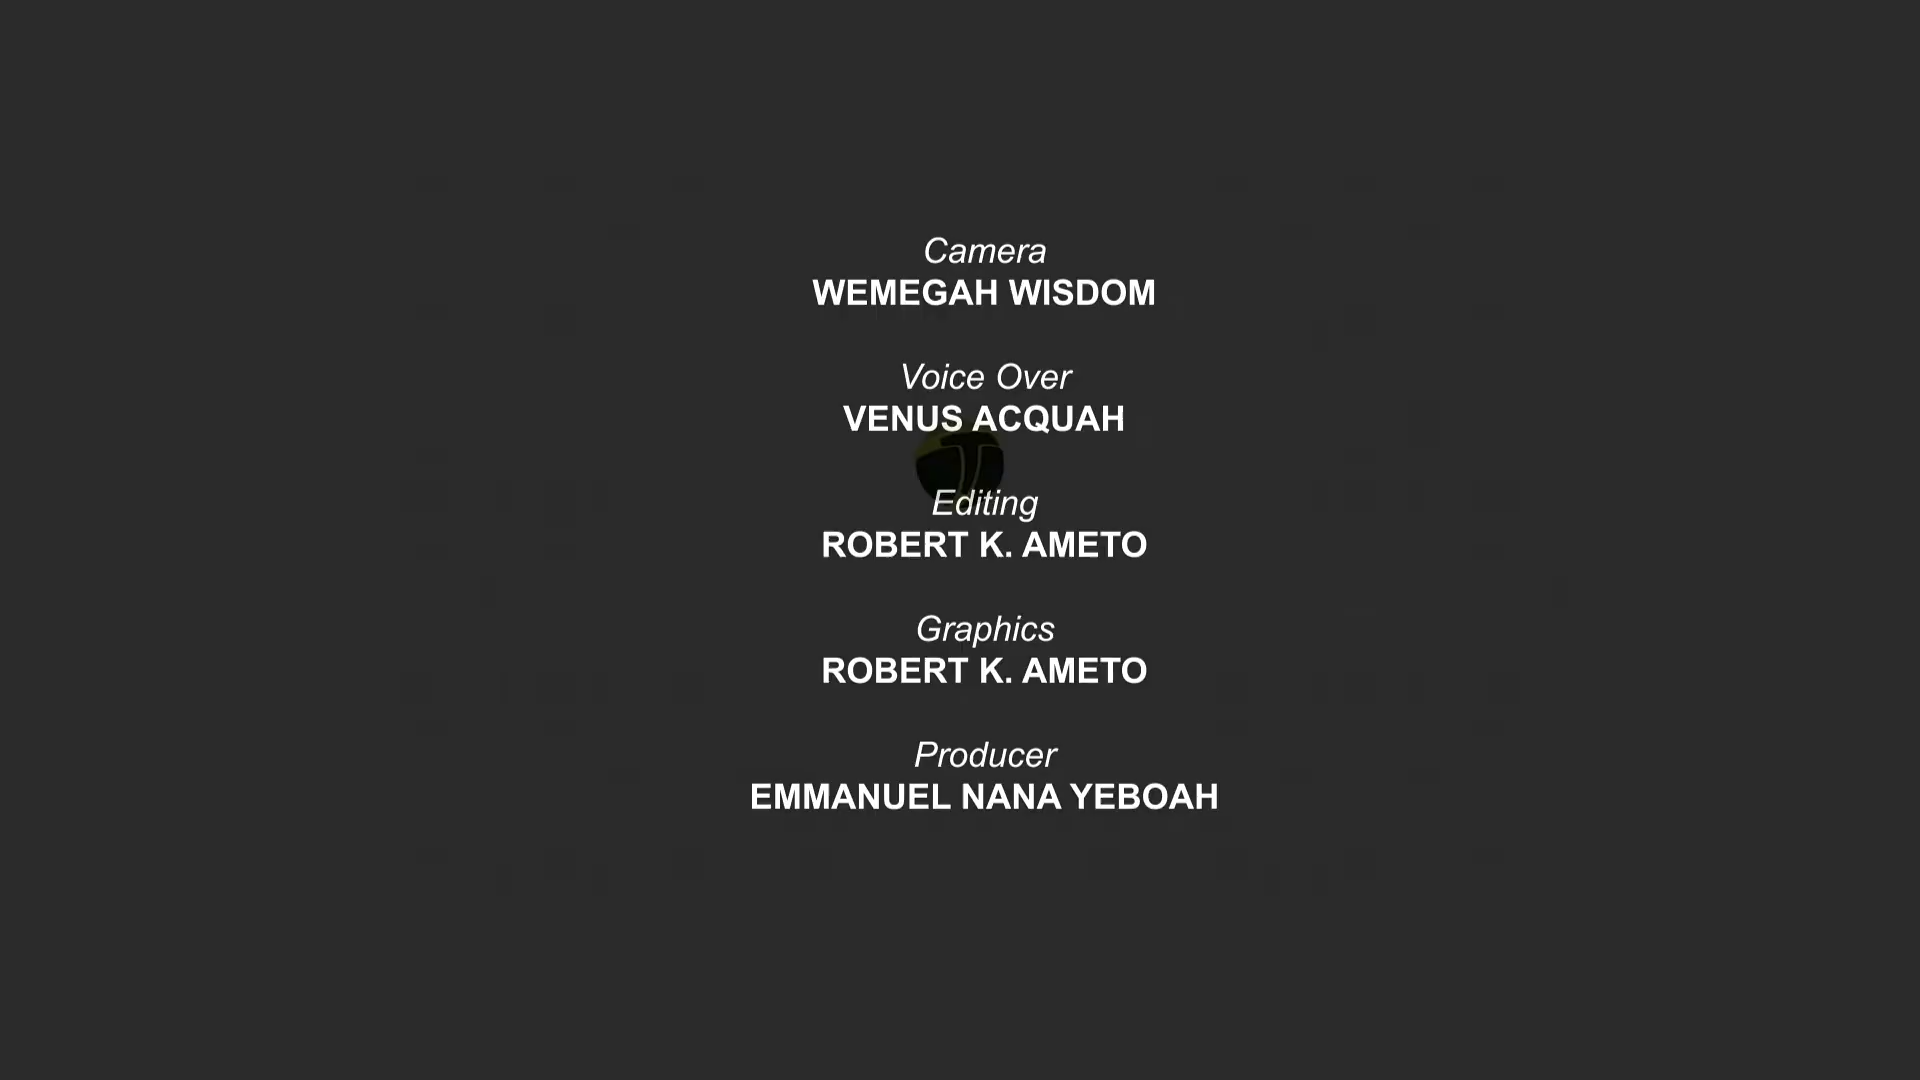 Camera
WEMEGAH WISDOM
Voice Over
VENUS ACQUAH
Editing
ROBERT K. AMETO
Graphics
ROBERT K. AMETO
Producer
EMMANUEL NANA YEBOAH